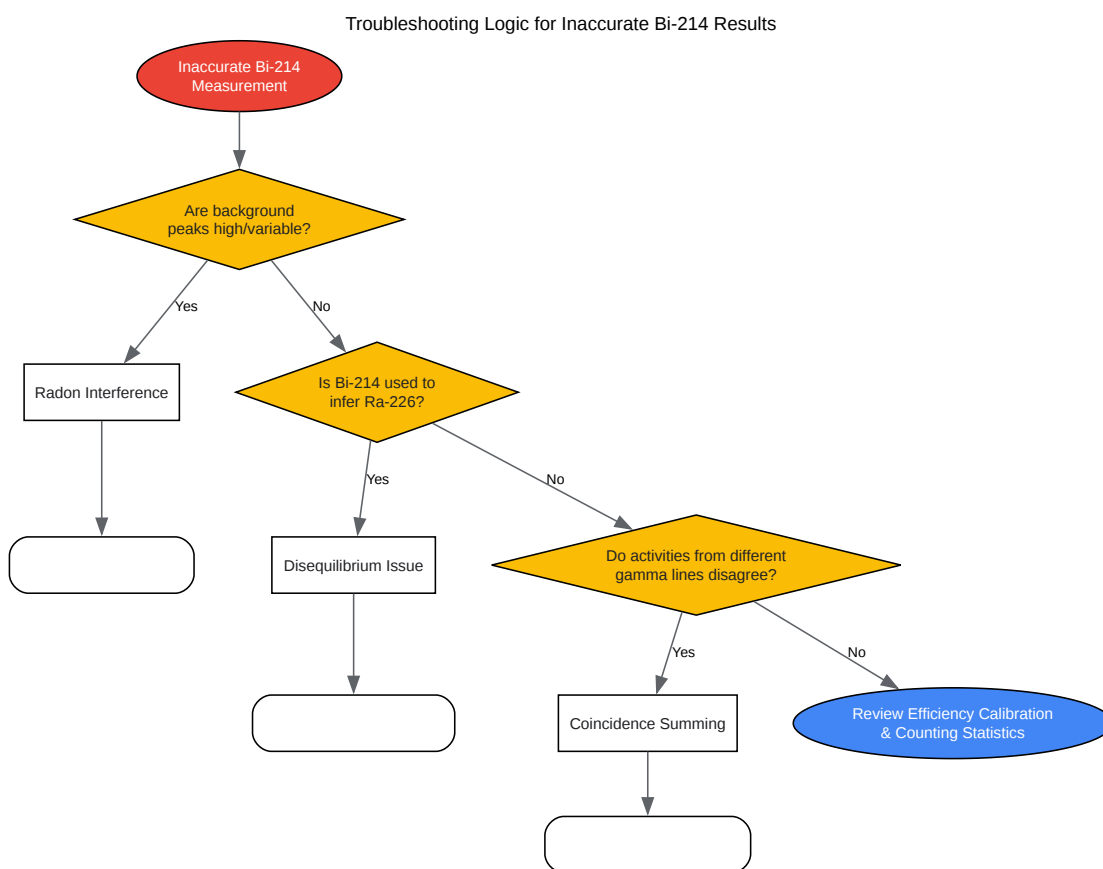 Troubleshooting Logic for Inaccurate Bi-214 Results
Inaccurate Bi-214
Measurement
Are background
peaks high/variable?
Yes
No
Radon Interference
Is Bi-214 used to
infer Ra-226?
Yes
No
Disequilibrium Issue
Do activities from different
gamma lines disagree?
Yes
No
Coincidence Summing
Review Efficiency Calibration
& Counting Statistics